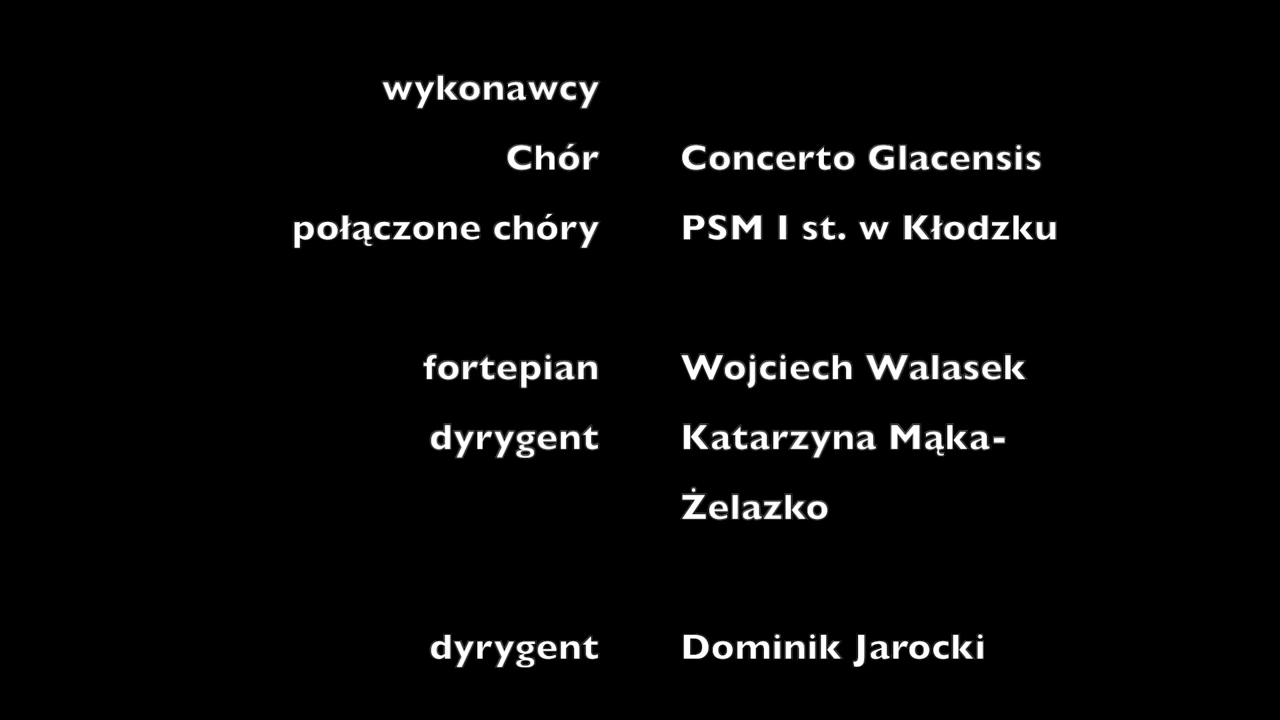 wykonawcy
Chór Concerto Glacensis
połączone chóry PSM I st. w Kłodzku
fortepian Wojciech Walasek
dyrygent Katarzyna Mąka-
Żelazko
dyrygent Dominik Jarocki